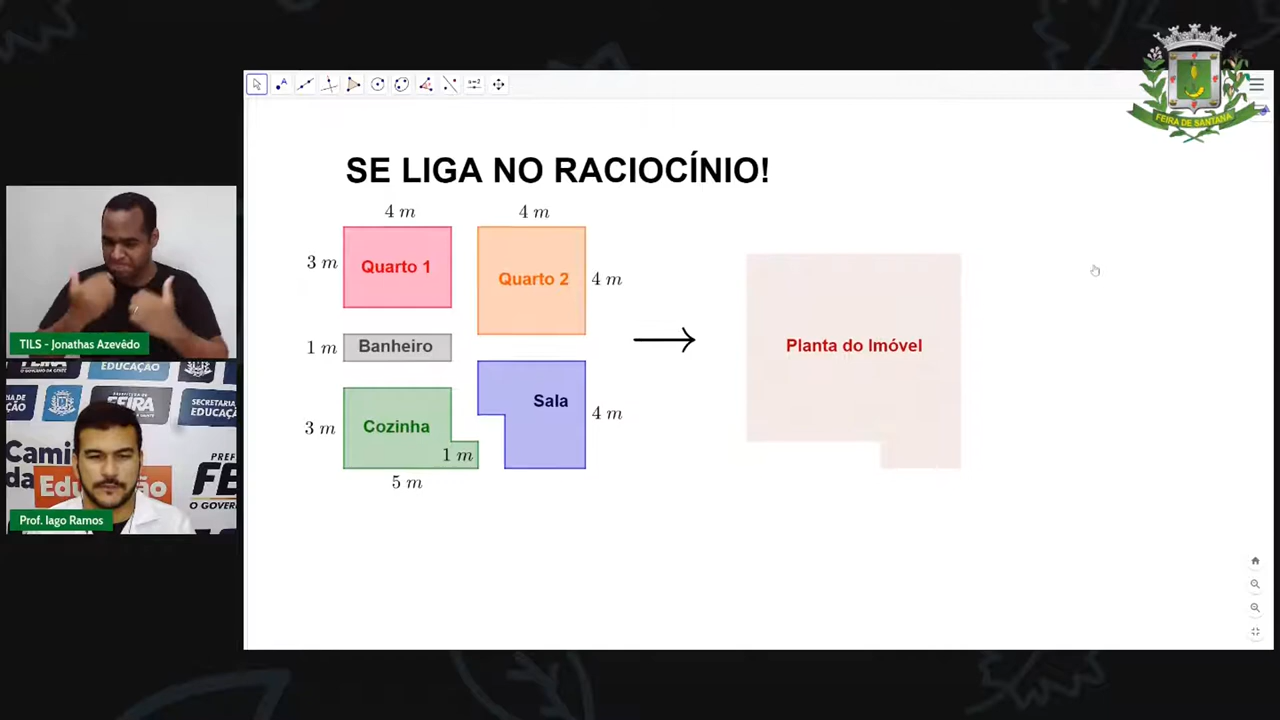 FEIRA DE SANTANA
SE LIGA NO RACIOCÍNIO!
4 m
4 m
3 m
Quarto 1
Quarto 2
4 m
1 m
Banheiro
Planta do Imóvel
Sala
4 m
3 m
Cozinha
1 m
5 m
TILS - Jonathas Azevêdo
FEIRA
SECRETARIA
EDUCAÇÃO
Prof. Iago Ramos